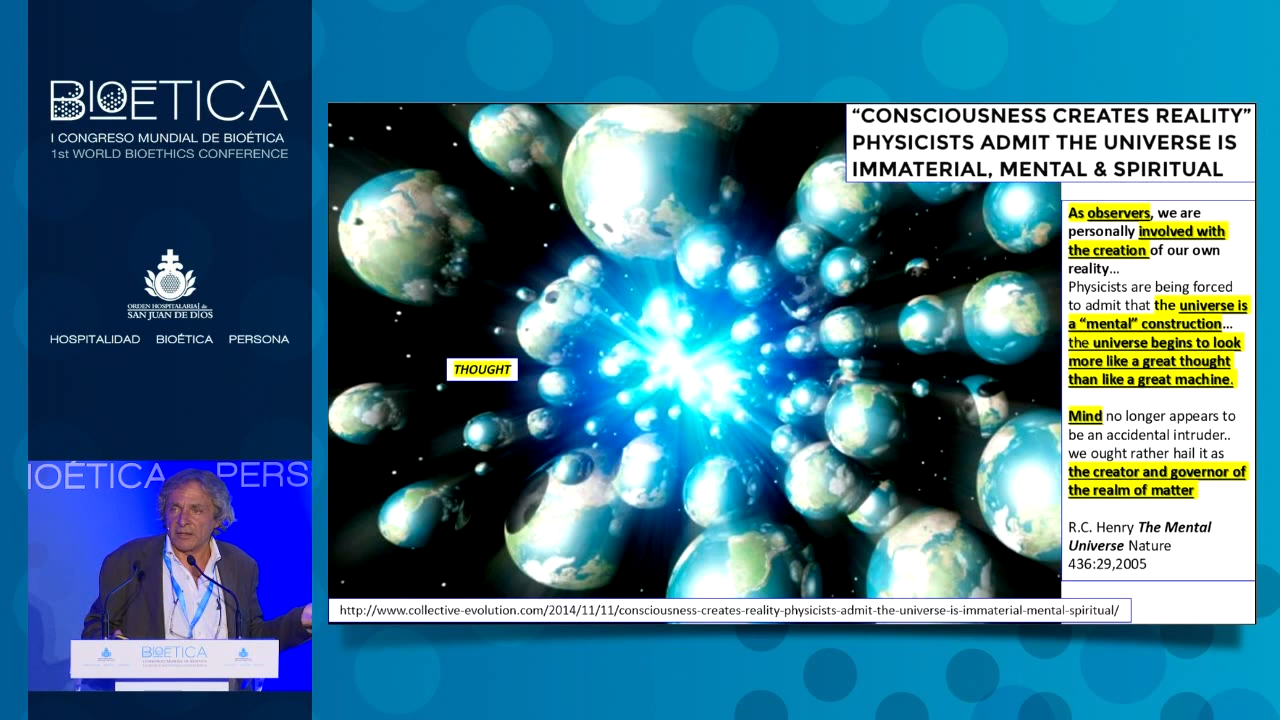 BIOETICA
I CONGRESO MUNDIAL DE BIOÉTICA
1st WORLD BIOETHICS CONFERENCE
ORDEN HOSPITALARIA de
SAN JUAN DE DIOS
HOSPITALIDAD BIOÉTICA PERSONA
IOÉTICA PERS
BIOETICA
“CONSCIOUSNESS CREATES REALITY”
PHYSICISTS ADMIT THE UNIVERSE IS
IMMATERIAL, MENTAL & SPIRITUAL
THOUGHT
As observers, we are
personally involved with
the creation of our own
reality…
Physicists are being forced
to admit that the universe is
a “mental” construction…
the universe begins to look
more like a great thought
than like a great machine.
Mind no longer appears to
be an accidental intruder..
we ought rather hail it as
the creator and governor of
the realm of matter
R.C. Henry The Mental
Universe Nature
436:29,2005
http://www.collective-evolution.com/2014/11/11/consciousness-creates-reality-physicists-admit-the-universe-is-immaterial-mental-spiritual/